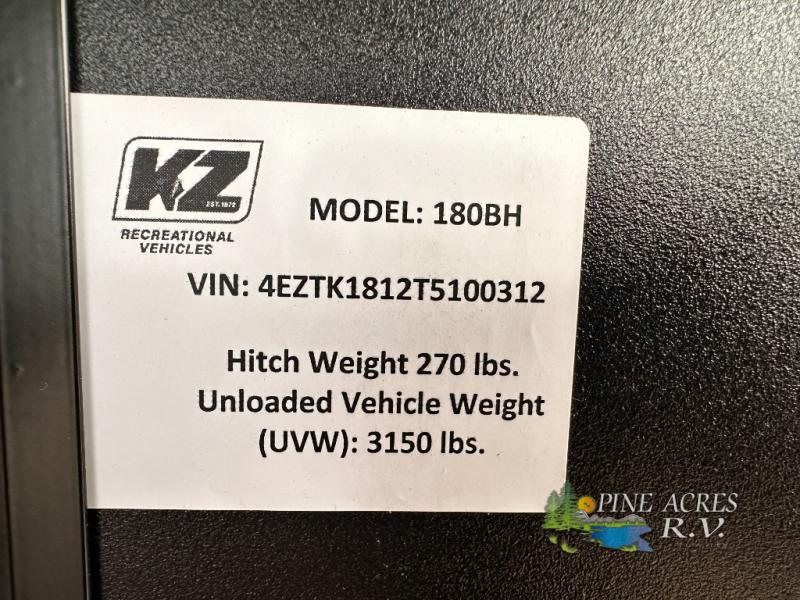 KZ
EST. 1972
RECREATIONAL
VEHICLES
MODEL: 180BH
VIN: 4EZTK1812T5100312
Hitch Weight 270 lbs.
Unloaded Vehicle Weight
(UVW): 3150 lbs.
PINE ACRES
R.V.